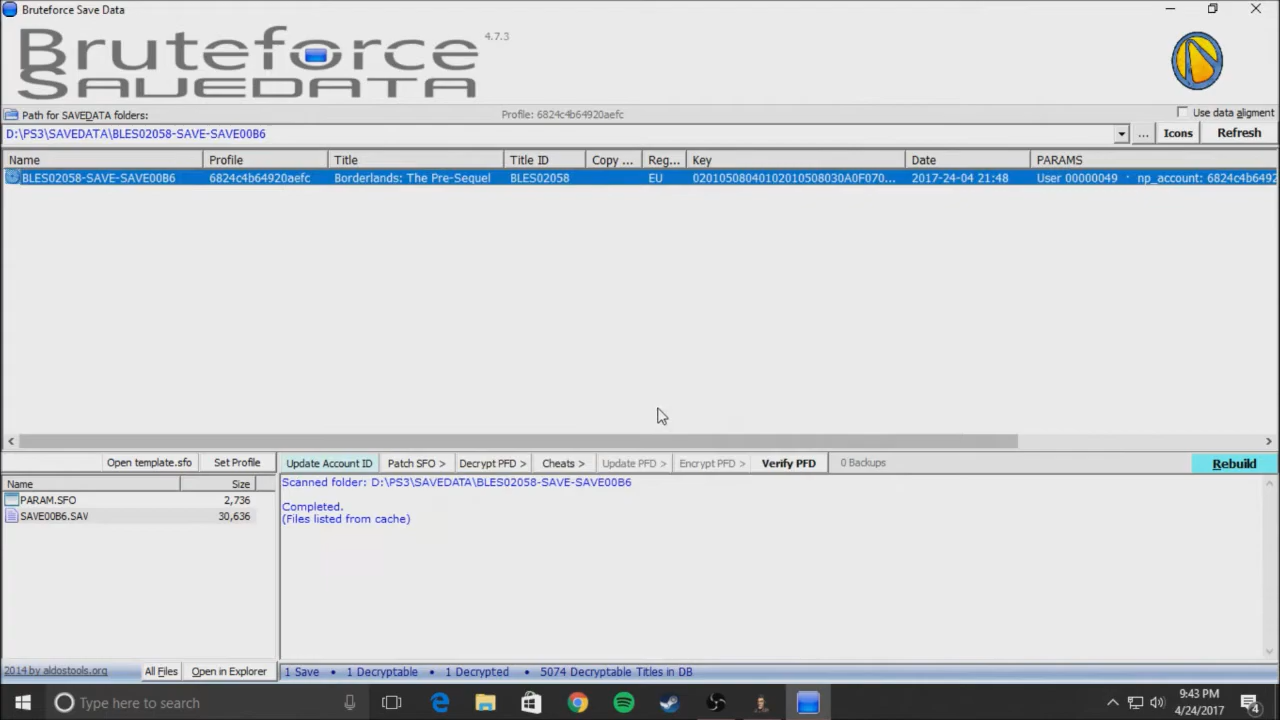 Bruteforce Save Data
Bruteforce
SAVEDATA
4.7.3
Path for SAVEDATA folders:
Profile: 6824c4b64920aefc
Use data aligment
D:\PS3\SAVEDATA\BLES02058-SAVE-SAVE00B6
...
Icons
Refresh
Name Profile Title Title ID Copy ... Reg... Key Date PARAMS
BLES02058-SAVE-SAVE00B6 6824c4b64920aefc Borderlands: The Pre-Sequel BLES02058 EU 02010508040102010508030A0F070... 2017-24-04 21:48 User 00000049 · np_account: 6824c4b6492
Open template.sfo Set Profile Update Account ID Patch SFO > Decrypt PFD > Cheats > Update PFD > Encrypt PFD > Verify PFD 0 Backups Rebuild
Name Size
PARAM.SFO 2,736
SAVE00B6.SAV 30,636
Scanned folder: D:\PS3\SAVEDATA\BLES02058-SAVE-SAVE00B6
Completed.
(Files listed from cache)
2014 by aldostools.org All Files Open in Explorer 1 Save • 1 Decryptable • 1 Decrypted • 5074 Decryptable Titles in DB
Type here to search
9:43 PM
4/24/2017
4